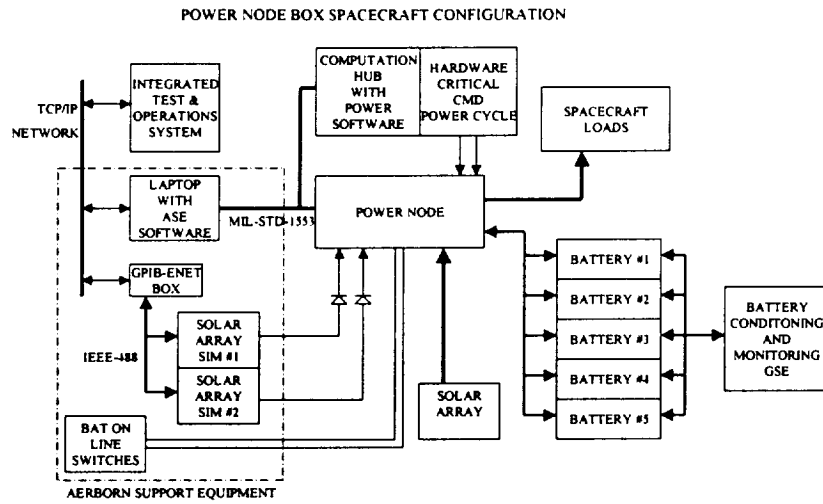 POWER NODE BOX SPACECRAFT CONFIGURATION
TCP/IP
NETWORK
INTEGRATED
TEST &
OPERATIONS
SYSTEM
COMPUTATION
HUB
WITH
POWER
SOFTWARE
HARDWARE
CRITICAL
CMD
POWER CYCLE
SPACECRAFT
LOADS
LAPTOP
WITH
ASE
SOFTWARE
MIL-STD-1553
POWER NODE
GPIB-ENET
BOX
IEEE-488
SOLAR
ARRAY
SIM #1
SOLAR
ARRAY
SIM #2
BAT ON
LINE
SWITCHES
SOLAR
ARRAY
BATTERY #1
BATTERY #2
BATTERY #3
BATTERY #4
BATTERY #5
BATTERY
CONDITONING
AND
MONITORING
GSE
AERBORN SUPPORT EQUIPMENT